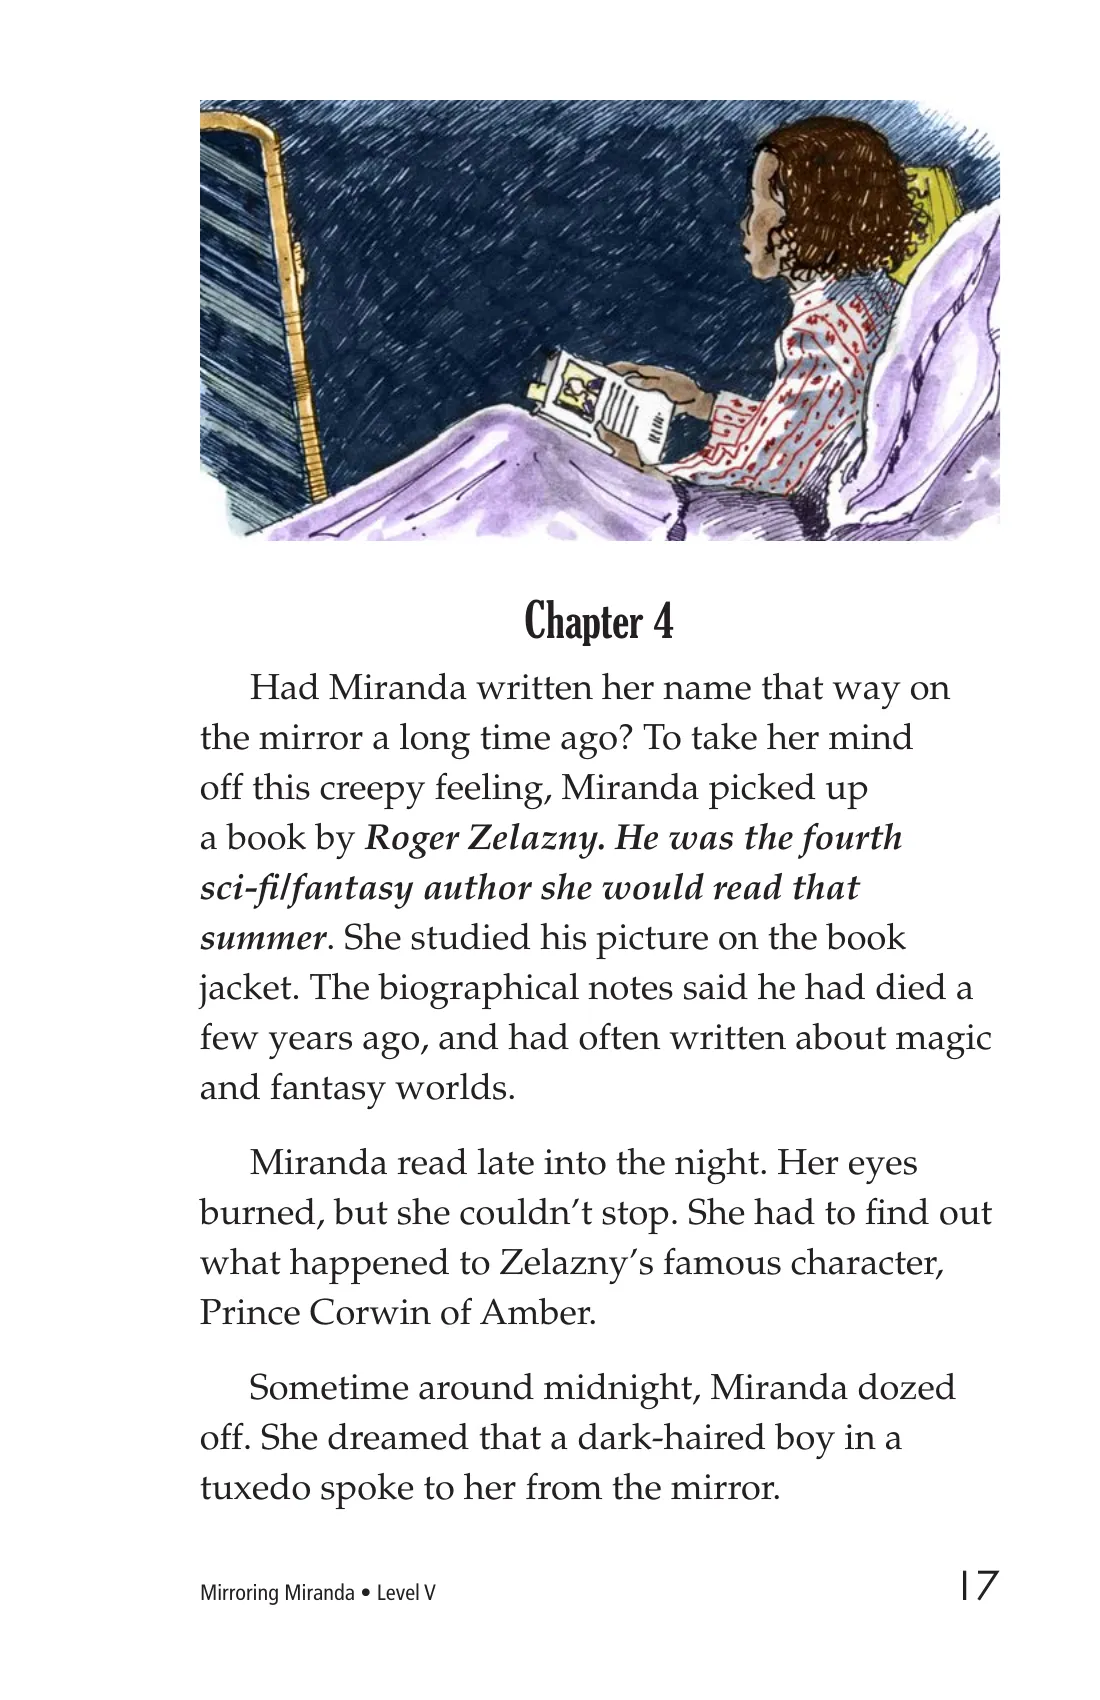 Chapter 4
Had Miranda written her name that way on
the mirror a long time ago? To take her mind
off this creepy feeling, Miranda picked up
a book by Roger Zelazny. He was the fourth
sci-fi/fantasy author she would read that
summer. She studied his picture on the book
jacket. The biographical notes said he had died a
few years ago, and had often written about magic
and fantasy worlds.
Miranda read late into the night. Her eyes
burned, but she couldn’t stop. She had to find out
what happened to Zelazny’s famous character,
Prince Corwin of Amber.
Sometime around midnight, Miranda dozed
off. She dreamed that a dark-haired boy in a
tuxedo spoke to her from the mirror.
Mirroring Miranda • Level V
17